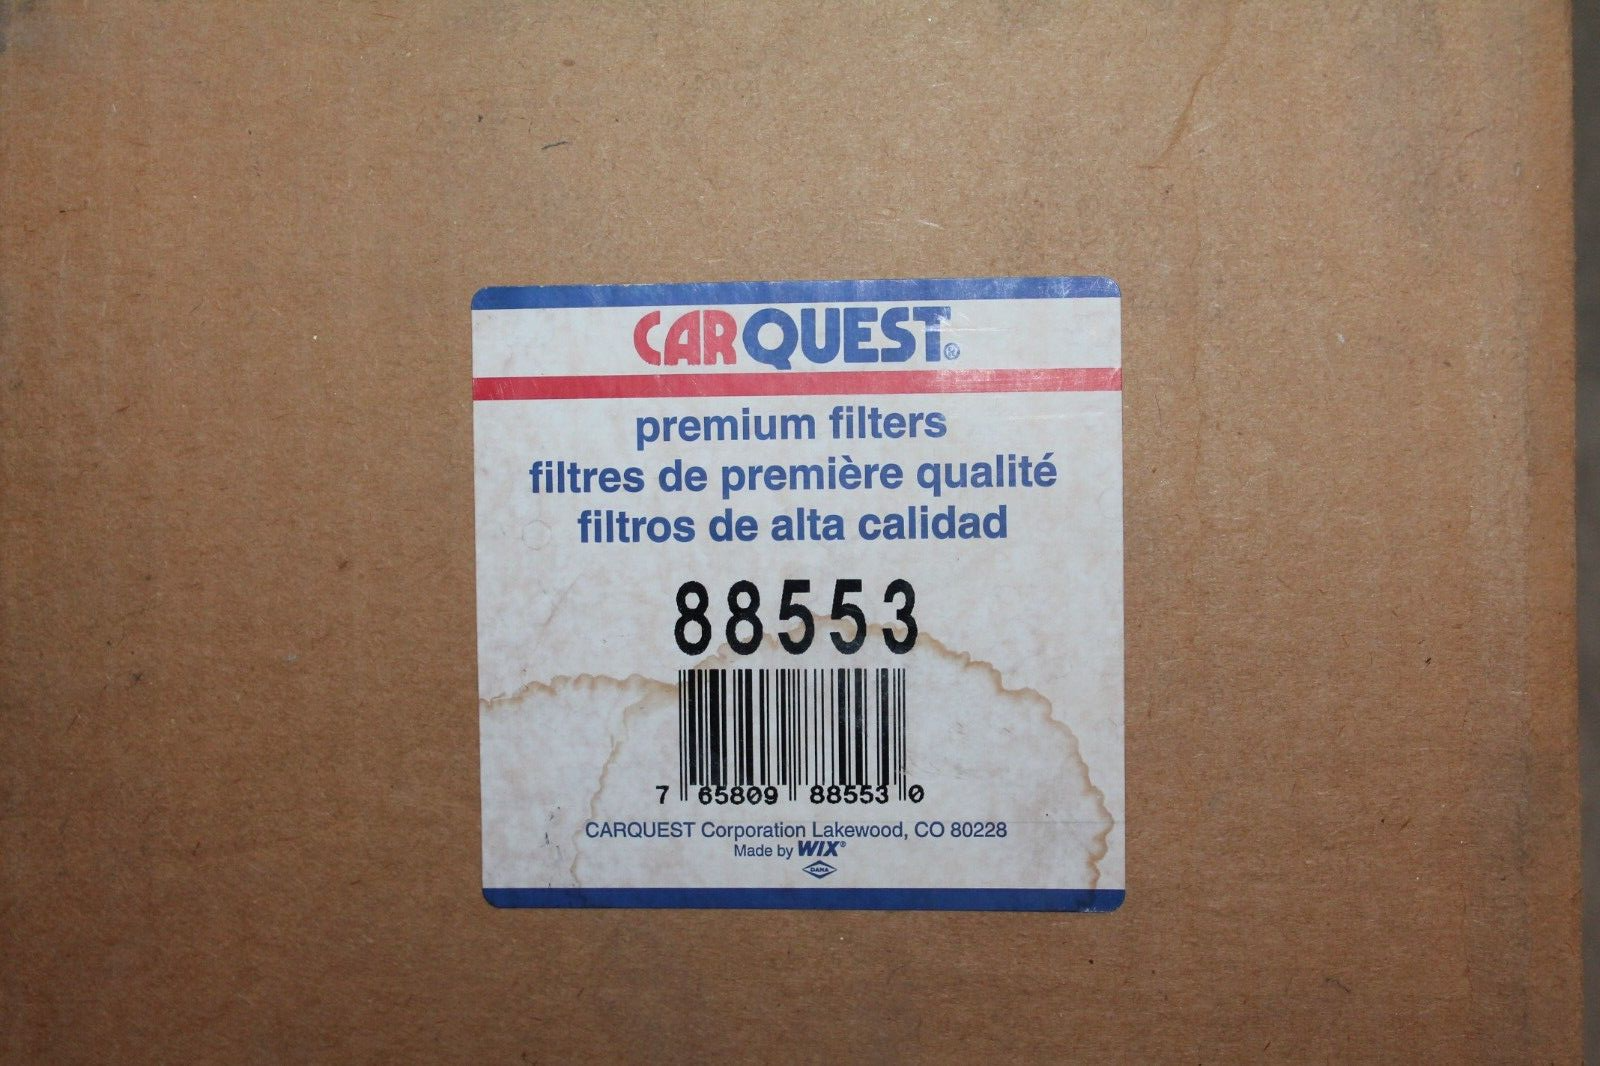 CARQUEST®
premium filters
filtres de première qualité
filtros de alta calidad
88553
7 65809 88553 0
CARQUEST Corporation Lakewood, CO 80228
Made by WIX®
DANA